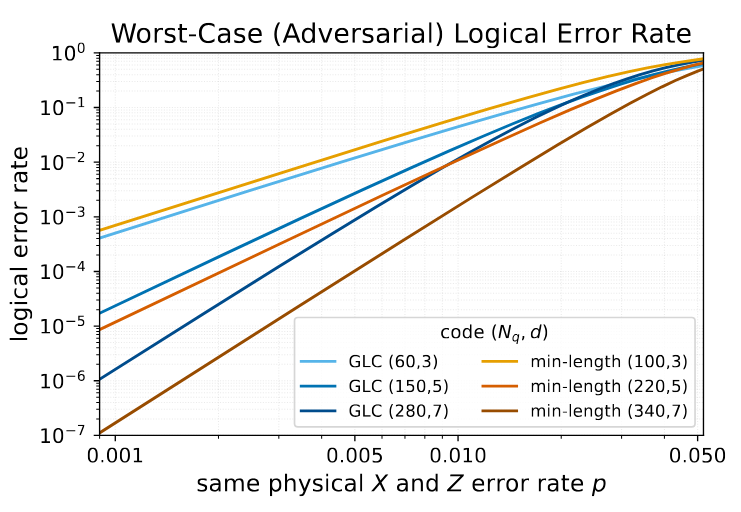 Worst-Case (Adversarial) Logical Error Rate
logical error rate
10⁰
10⁻¹
10⁻²
10⁻³
10⁻⁴
10⁻⁵
10⁻⁶
10⁻⁷
code (N_q, d)
GLC (60,3)
GLC (150,5)
GLC (280,7)
min-length (100,3)
min-length (220,5)
min-length (340,7)
0.001 0.005 0.010 0.050
same physical X and Z error rate p